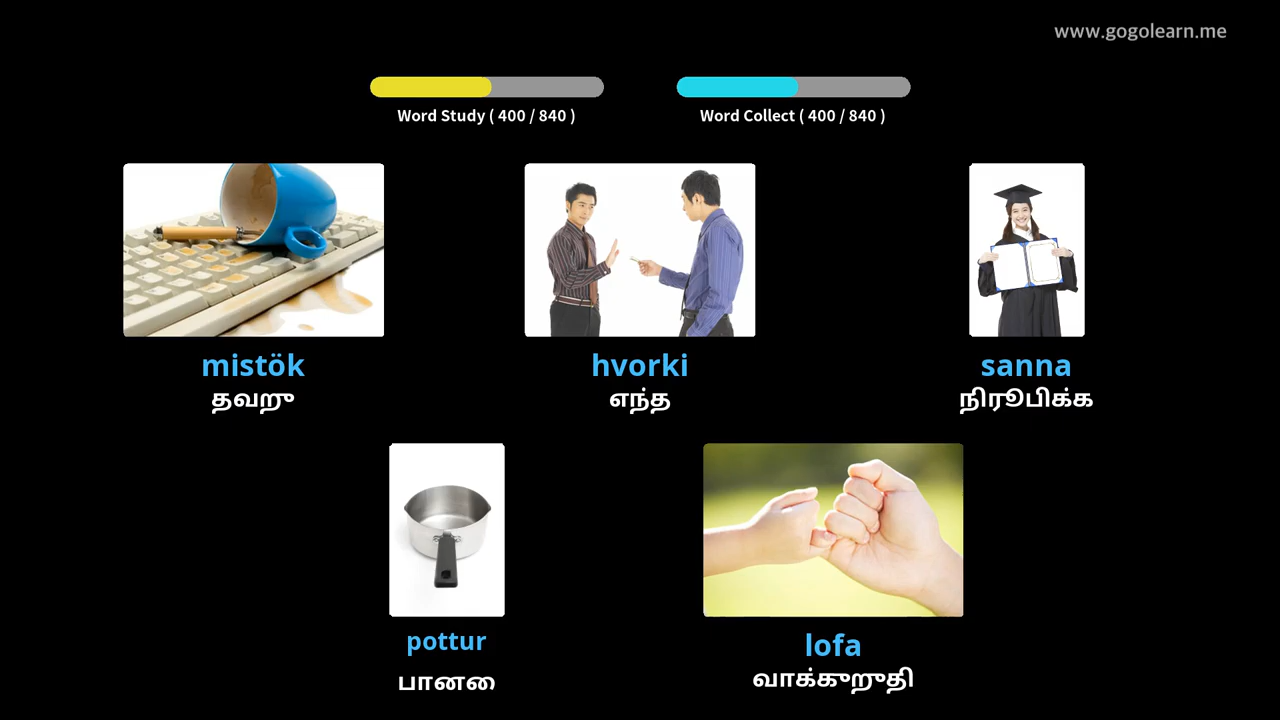 www.gogolearn.me
Word Study ( 400 / 840 )
Word Collect ( 400 / 840 )
mistök
தவறு
hvorki
எந்த
sanna
நிரூபிக்க
pottur
பானை
lofa
வாக்குறுதி